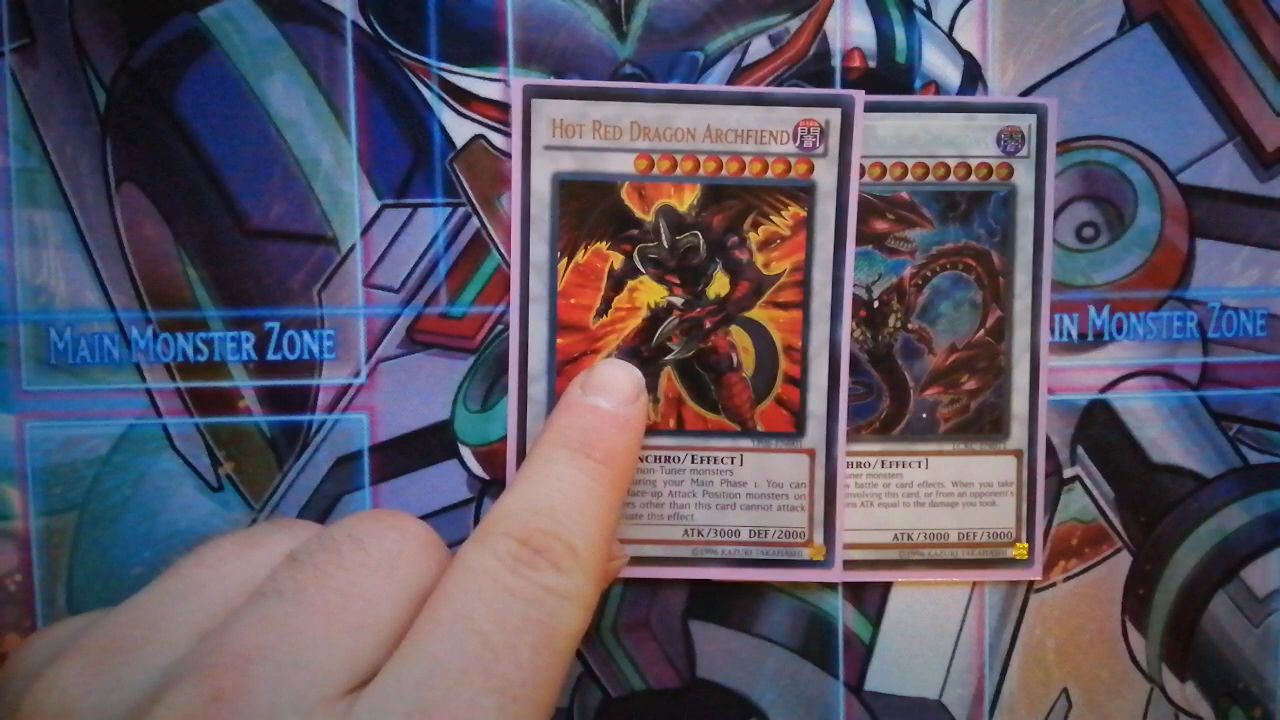 HOT RED DRAGON ARCHFIEND
闇
MAIN MONSTER ZONE
IN MONSTER ZONE
NCHRO/EFFECT]
non-Tuner monsters
uring your Main Phase 1. You can
face-up Attack Position monsters on
rs other than this card cannot attack
this effect.
ATK/3000 DEF/2000
©1996 KAZUKI TAKAHASHI
闇
HRO/EFFECT]
uner monsters
battle or card effects. When you take
involving this card, or from an opponent's
ATK equal to the damage you took.
ATK/3000 DEF/3000
©1996 KAZUKI TAKAHASHI